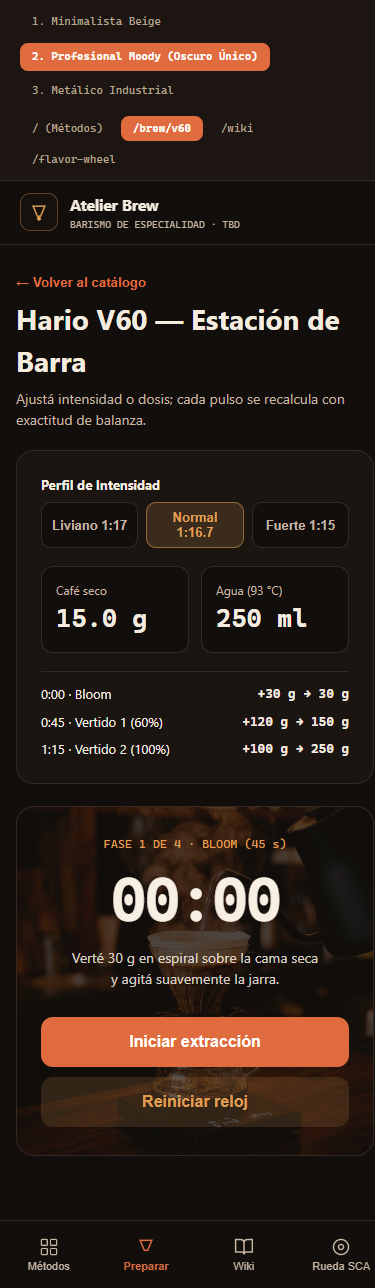 1. Minimalista Beige
2. Profesional Moody (Oscuro Único)
3. Metálico Industrial
/ (Métodos) /brew/v60 /wiki
/flavor-wheel
Atelier Brew
BARISMO DE ESPECIALIDAD · TBD
← Volver al catálogo
Hario V60 — Estación de
Barra
Ajustá intensidad o dosis; cada pulso se recalcula con
exactitud de balanza.
Perfil de Intensidad
Liviano 1:17
Normal
1:16.7
Fuerte 1:15
Café seco
15.0 g
Agua (93 °C)
250 ml
0:00 · Bloom +30 g → 30 g
0:45 · Vertido 1 (60%) +120 g → 150 g
1:15 · Vertido 2 (100%) +100 g → 250 g
FASE 1 DE 4 · BLOOM (45 s)
00:00
Verté 30 g en espiral sobre la cama seca
y agitá suavemente la jarra.
Iniciar extracción
Reiniciar reloj
Métodos Preparar Wiki Rueda SCA